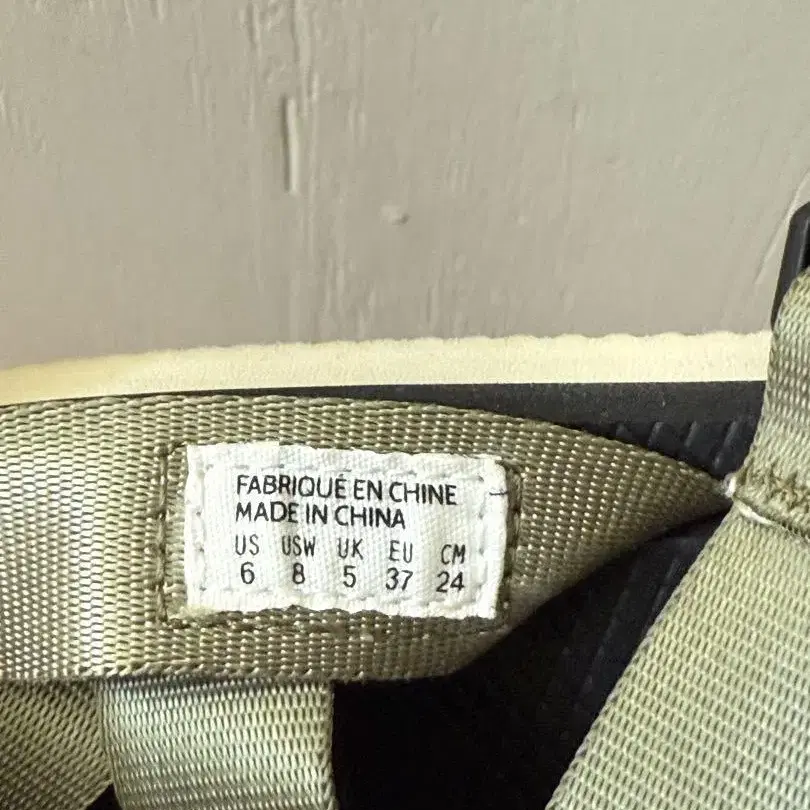 FABRIQUÉ EN CHINE
MADE IN CHINA
US USW UK EU CM
6 8 5 37 24